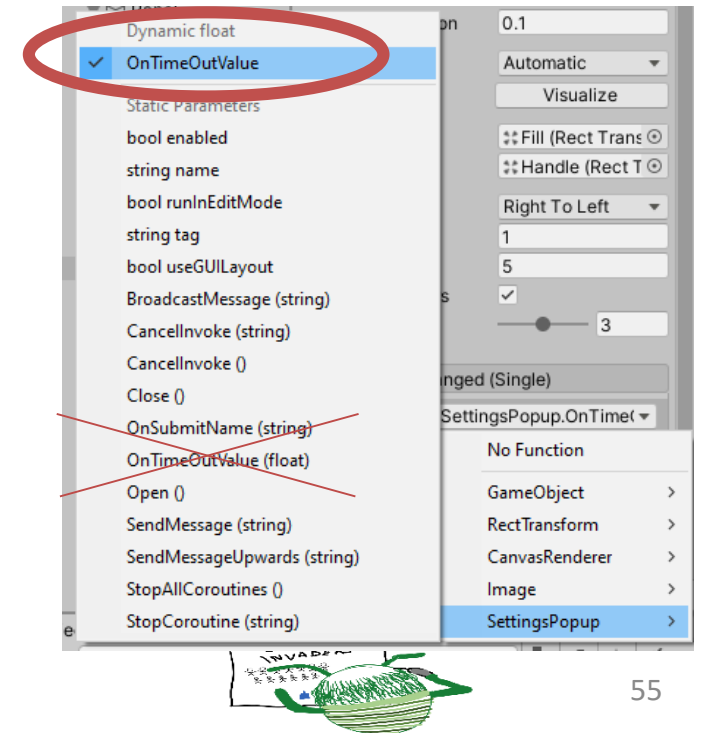 Dynamic float
OnTimeOutValue
Static Parameters
bool enabled
string name
bool runInEditMode
string tag
bool useGUILayout
BroadcastMessage (string)
CancelInvoke (string)
CancelInvoke ()
Close ()
OnSubmitName (string)
OnTimeOutValue (float)
Open ()
SendMessage (string)
SendMessageUpwards (string)
StopAllCoroutines ()
StopCoroutine (string)
on 0.1
Automatic
Visualize
Fill (Rect Trans
Handle (Rect T
Right To Left
1
5
s
3
nged (Single)
SettingsPopup.OnTime(
No Function
GameObject
RectTransform
CanvasRenderer
Image
SettingsPopup
e
55